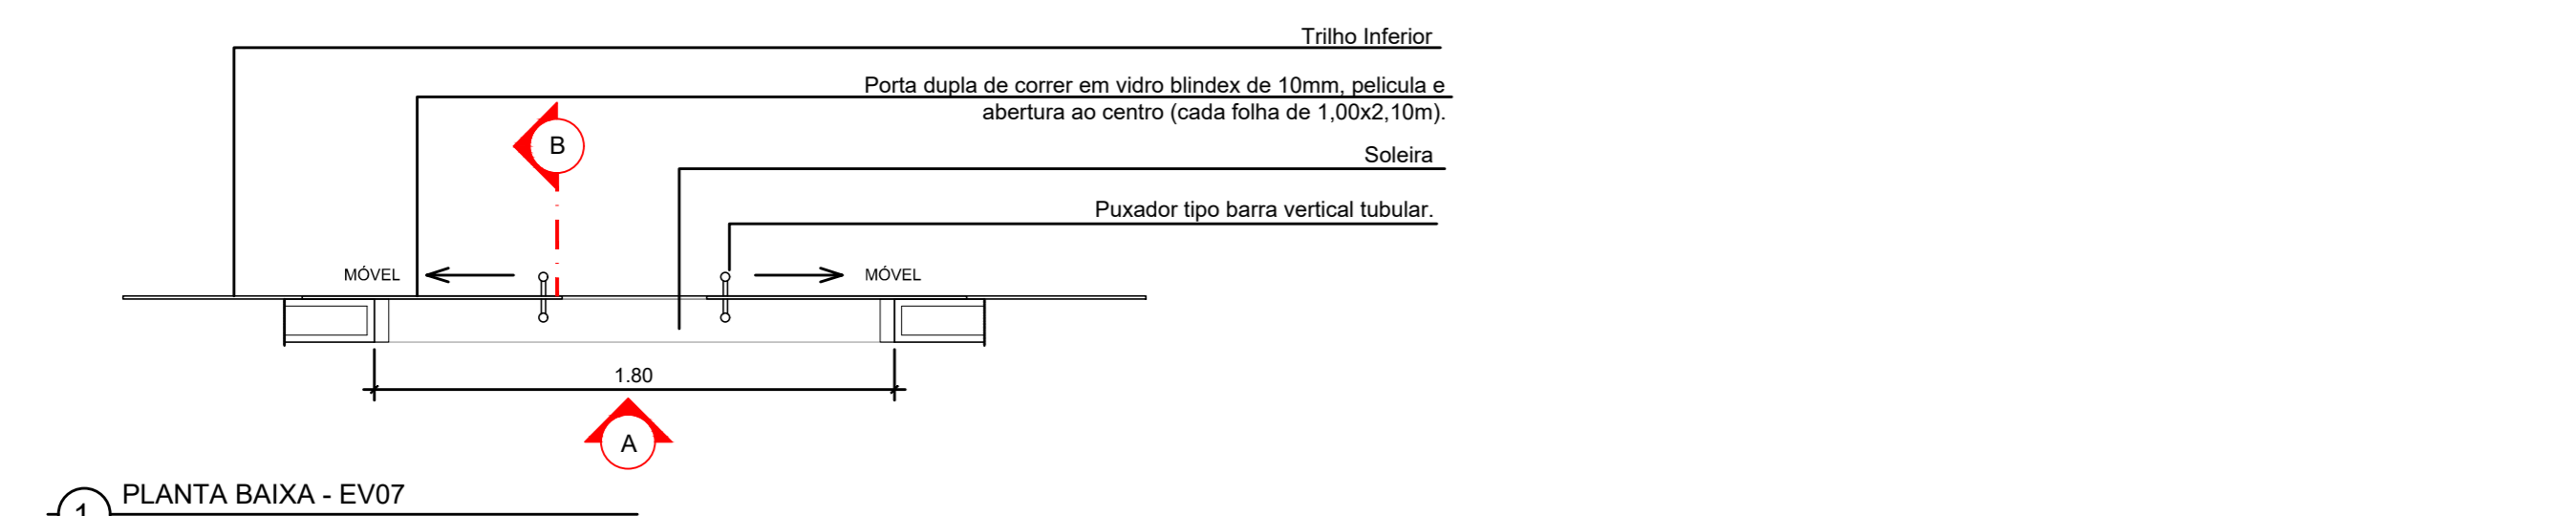 Trilho Inferior
Porta dupla de correr em vidro blindex de 10mm, pelicula e
abertura ao centro (cada folha de 1,00x2,10m).
B
Soleira
Puxador tipo barra vertical tubular.
MÓVEL
MÓVEL
1.80
A
PLANTA BAIXA - EV07
1